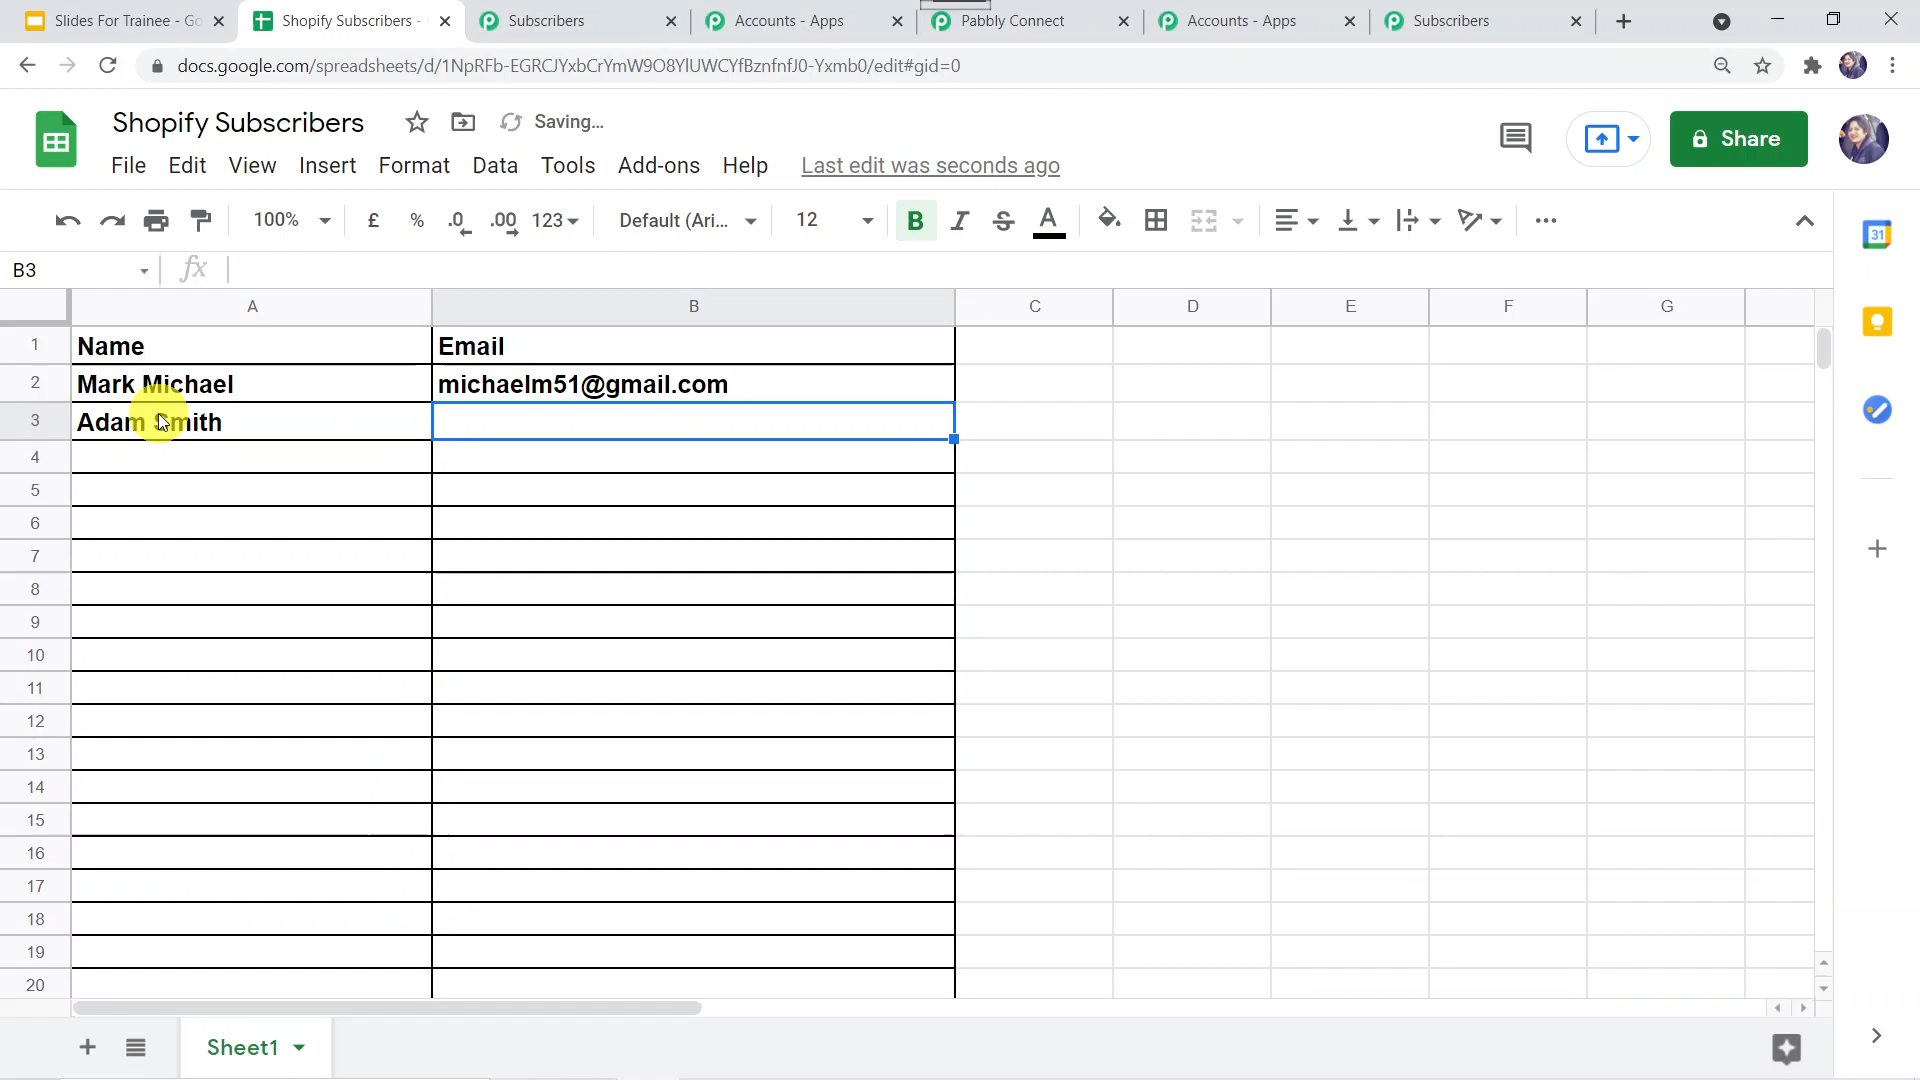 Slides For Trainee - Go
Shopify Subscribers -
Subscribers
Accounts - Apps
Pabbly Connect
Accounts - Apps
Subscribers
docs.google.com/spreadsheets/d/1NpRFb-EGRCJYxbCrYmW9O8YlUWCYfBznfnfJ0-Yxmb0/edit#gid=0
Shopify Subscribers
Saving...
Share
File Edit View Insert Format Data Tools Add-ons Help Last edit was seconds ago
100% £ % .0 .00 123 Default (Ari... 12 B I S A
31
B3 fx
A B C D E F G
1 Name Email
2 Mark Michael michaelm51@gmail.com
3 Adam Smith
4
5
6
7
8
9
10
11
12
13
14
15
16
17
18
19
20
Sheet1